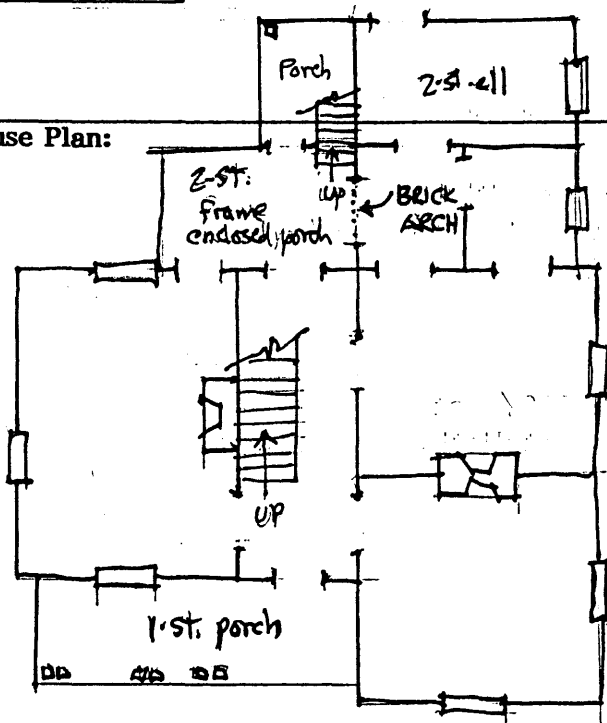 Porch
2-st. ell
use Plan:
2-St.
frame
enclosed porch
UP
BRICK
ARCH
UP
1-st. porch